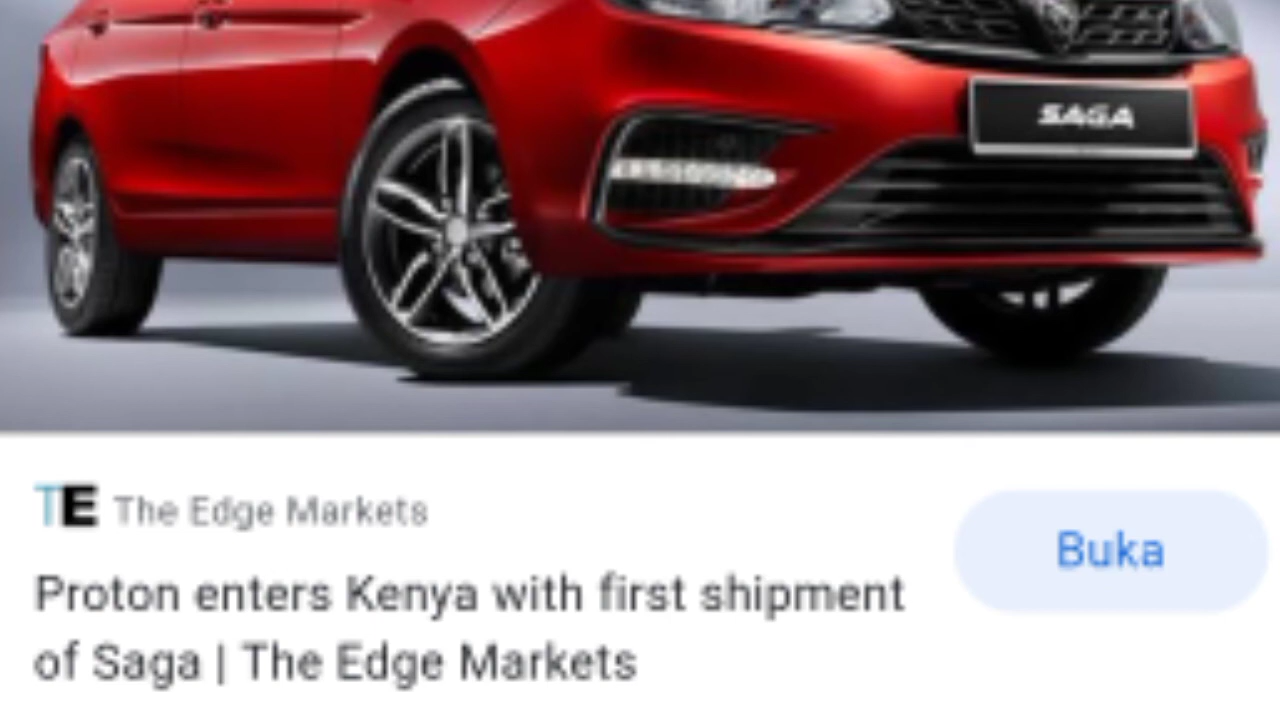 SAGA
TE The Edge Markets
Buka
Proton enters Kenya with first shipment
of Saga | The Edge Markets